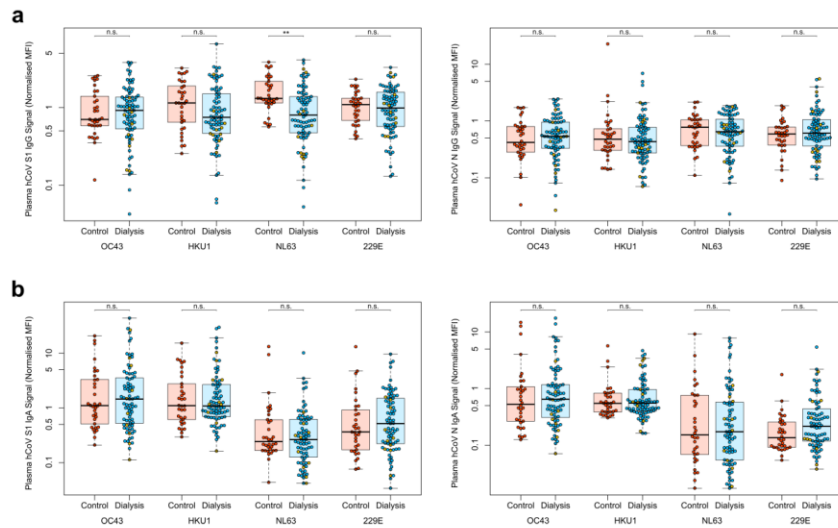 a
n.s. n.s. ** n.s.
Plasma hCoV S1 IgG Signal (Normalised MFI)
5
1
0.5
0.1
Control Dialysis Control Dialysis Control Dialysis Control Dialysis
OC43 HKU1 NL63 229E
n.s. n.s. n.s. n.s.
Plasma hCoV N IgG Signal (Normalised MFI)
10
5
1
0.5
0.1
Control Dialysis Control Dialysis Control Dialysis Control Dialysis
OC43 HKU1 NL63 229E
b
n.s. n.s. n.s. n.s.
Plasma hCoV S1 IgA Signal (Normalised MFI)
10
5
1
0.5
0.1
Control Dialysis Control Dialysis Control Dialysis Control Dialysis
OC43 HKU1 NL63 229E
n.s. n.s. n.s. n.s.
Plasma hCoV N IgA Signal (Normalised MFI)
10
5
1
0.5
0.1
Control Dialysis Control Dialysis Control Dialysis Control Dialysis
OC43 HKU1 NL63 229E